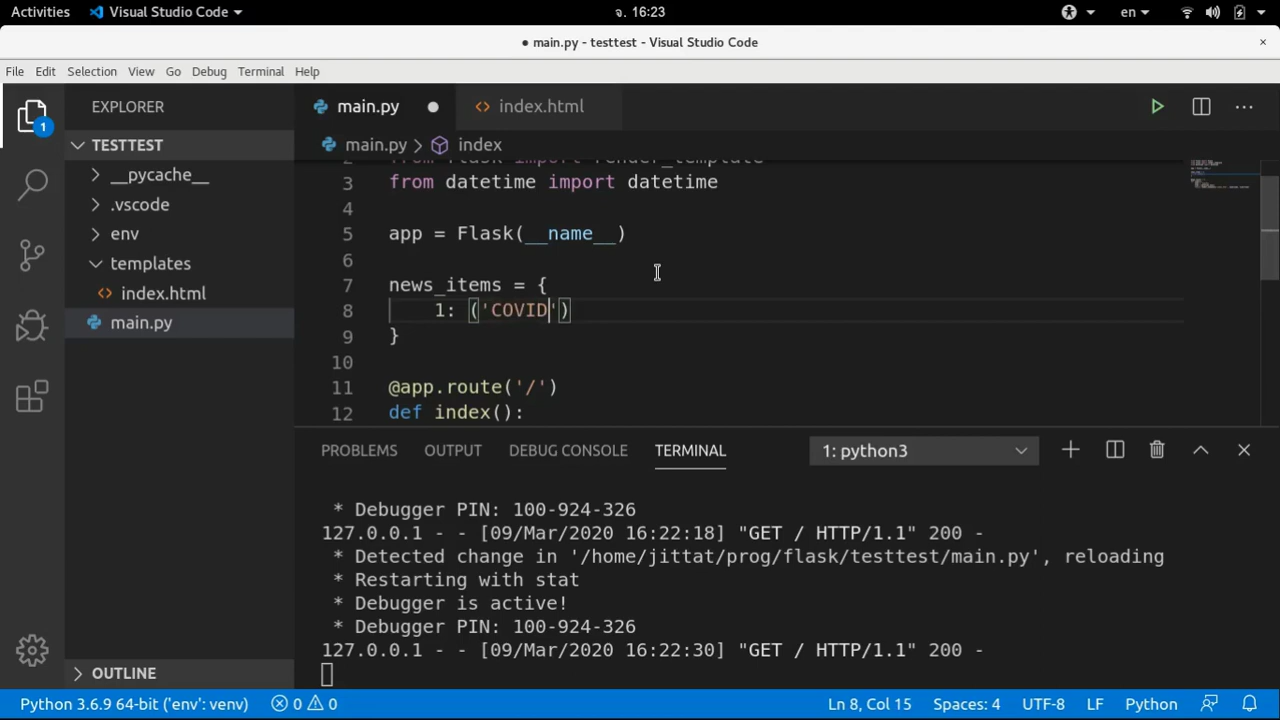 Activities Visual Studio Code จ. 16:23 en
● main.py - testtest - Visual Studio Code ×
File Edit Selection View Go Debug Terminal Help
EXPLORER main.py ● <> index.html ...
TESTTEST main.py > index
__pycache__ 2 from flask import render_template
3 from datetime import datetime
.vscode 4
env 5 app = Flask(__name__)
templates 6
<> index.html 7 news_items = {
main.py 8 1: ('COVID')
9 }
10
11 @app.route('/')
12 def index():
PROBLEMS OUTPUT DEBUG CONSOLE TERMINAL 1: python3
* Debugger PIN: 100-924-326
127.0.0.1 - - [09/Mar/2020 16:22:18] "GET / HTTP/1.1" 200 -
* Detected change in '/home/jittat/prog/flask/testtest/main.py', reloading
* Restarting with stat
* Debugger is active!
* Debugger PIN: 100-924-326
127.0.0.1 - - [09/Mar/2020 16:22:30] "GET / HTTP/1.1" 200 -
OUTLINE
Python 3.6.9 64-bit ('env': venv) 0 0 Ln 8, Col 15 Spaces: 4 UTF-8 LF Python
1